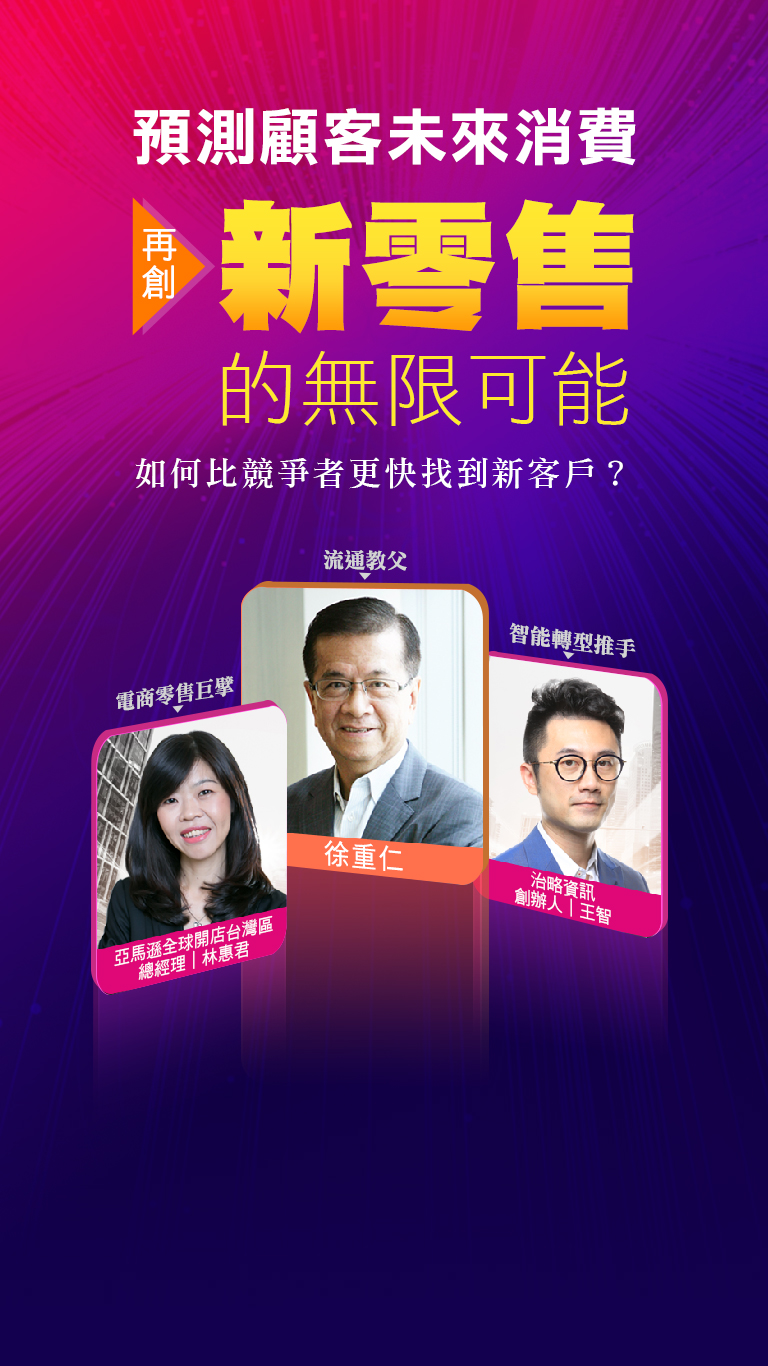 預測顧客未來消費
再創
新零售
的無限可能
如何比競爭者更快找到新客戶？
流通教父
徐重仁
智能轉型推手
治略資訊
創辦人｜王智
電商零售巨擘
亞馬遜全球開店台灣區
總經理｜林惠君